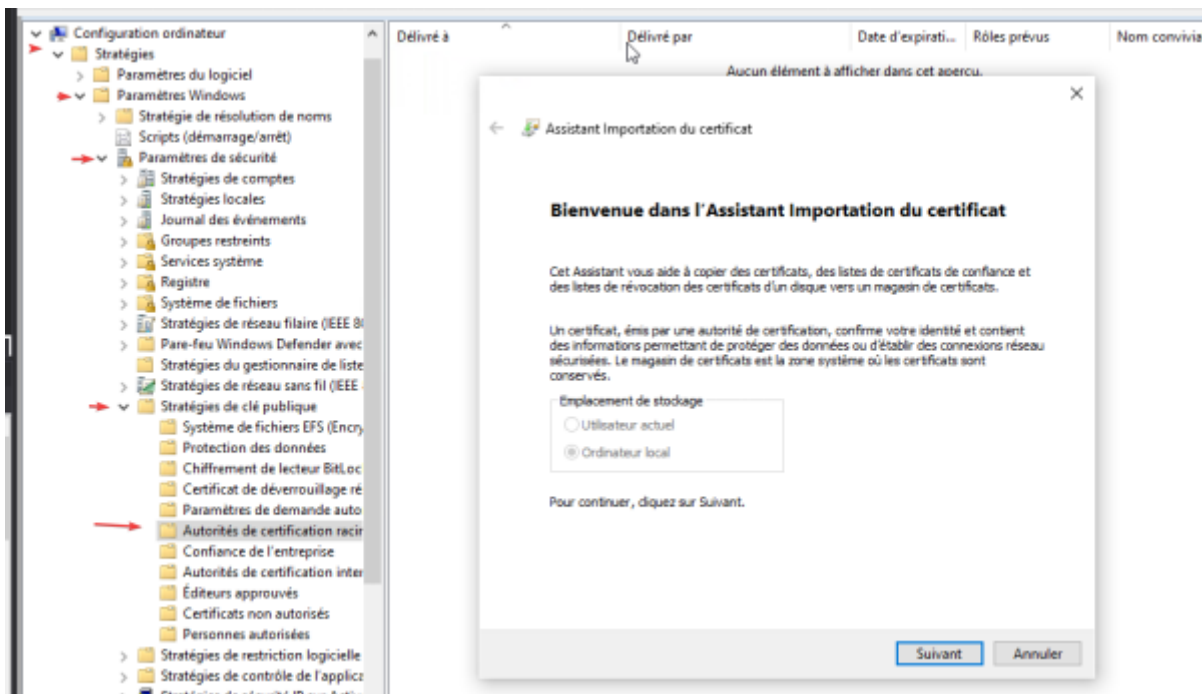 Configuration ordinateur
Stratégies
Paramètres du logiciel
Paramètres Windows
Stratégie de résolution de noms
Scripts (démarrage/arrêt)
Paramètres de sécurité
Stratégies de comptes
Stratégies locales
Journal des événements
Groupes restreints
Services système
Registre
Système de fichiers
Stratégies de réseau filaire (IEEE 8
Pare-feu Windows Defender avec
Stratégies du gestionnaire de liste
Stratégies de réseau sans fil (IEEE
Stratégies de clé publique
Système de fichiers EFS (Encry
Protection des données
Chiffrement de lecteur BitLoc
Certificat de déverrouillage ré
Paramètres de demande auto
Autorités de certification racin
Confiance de l'entreprise
Autorités de certification inter
Éditeurs approuvés
Certificats non autorisés
Personnes autorisées
Stratégies de restriction logicielle
Stratégies de contrôle de l'applica
Délivré à Délivré par Date d'expirati... Rôles prévus Nom convivia
Aucun élément à afficher dans cet aperçu.
Assistant Importation du certificat
Bienvenue dans l'Assistant Importation du certificat
Cet Assistant vous aide à copier des certificats, des listes de certificats de confiance et
des listes de révocation des certificats d'un disque vers un magasin de certificats.
Un certificat, émis par une autorité de certification, confirme votre identité et contient
des informations permettant de protéger des données ou d'établir des connexions réseau
sécurisées. Le magasin de certificats est la zone système où les certificats sont
conservés.
Emplacement de stockage
Utilisateur actuel
Ordinateur local
Pour continuer, cliquez sur Suivant.
Suivant Annuler